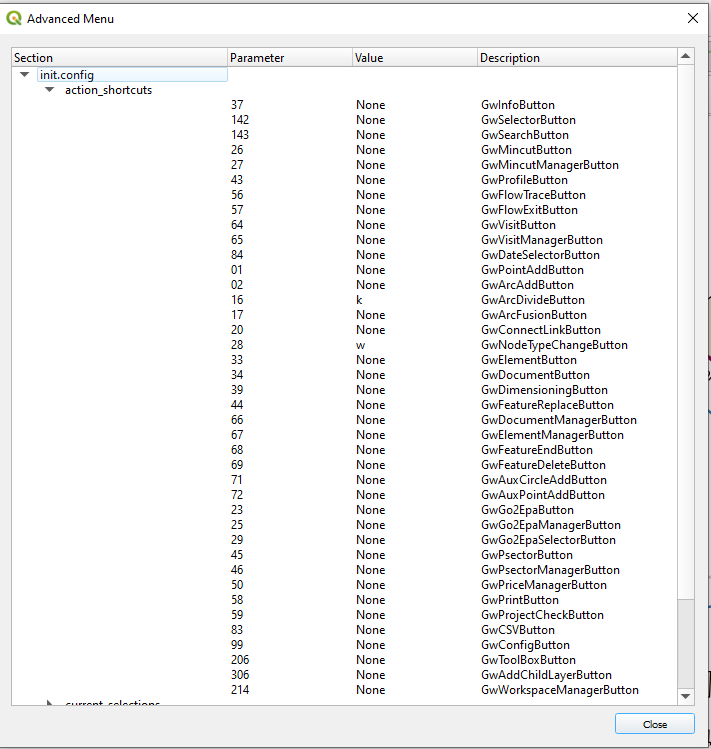 Advanced Menu
Section Parameter Value Description
init.config
action_shortcuts
37 None GwInfoButton
142 None GwSelectorButton
143 None GwSearchButton
26 None GwMincutButton
27 None GwMincutManagerButton
43 None GwProfileButton
56 None GwFlowTraceButton
57 None GwFlowExitButton
64 None GwVisitButton
65 None GwVisitManagerButton
84 None GwDateSelectorButton
01 None GwPointAddButton
02 None GwArcAddButton
16 k GwArcDivideButton
17 None GwArcFusionButton
20 None GwConnectLinkButton
28 w GwNodeTypeChangeButton
33 None GwElementButton
34 None GwDocumentButton
39 None GwDimensioningButton
44 None GwFeatureReplaceButton
66 None GwDocumentManagerButton
67 None GwElementManagerButton
68 None GwFeatureEndButton
69 None GwFeatureDeleteButton
71 None GwAuxCircleAddButton
72 None GwAuxPointAddButton
23 None GwGo2EpaButton
25 None GwGo2EpaManagerButton
29 None GwGo2EpaSelectorButton
45 None GwPsectorButton
46 None GwPsectorManagerButton
50 None GwPriceManagerButton
58 None GwPrintButton
59 None GwProjectCheckButton
83 None GwCSVButton
99 None GwConfigButton
206 None GwToolBoxButton
306 None GwAddChildLayerButton
214 None GwWorkspaceManagerButton
current_selections
Close